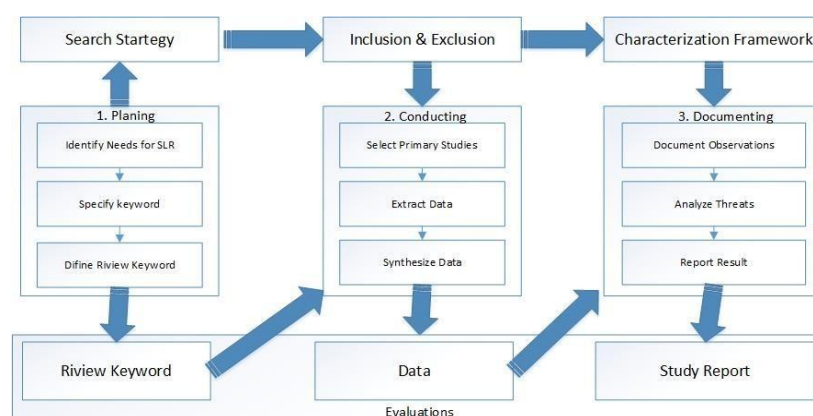 Search Startegy
Inclusion & Exclusion
Characterization Framework
1. Planing
Identify Needs for SLR
Specify keyword
Difine Riview Keyword
2. Conducting
Select Primary Studies
Extract Data
Synthesize Data
3. Documenting
Document Observations
Analyze Threats
Report Result
Riview Keyword
Data
Study Report
Evaluations